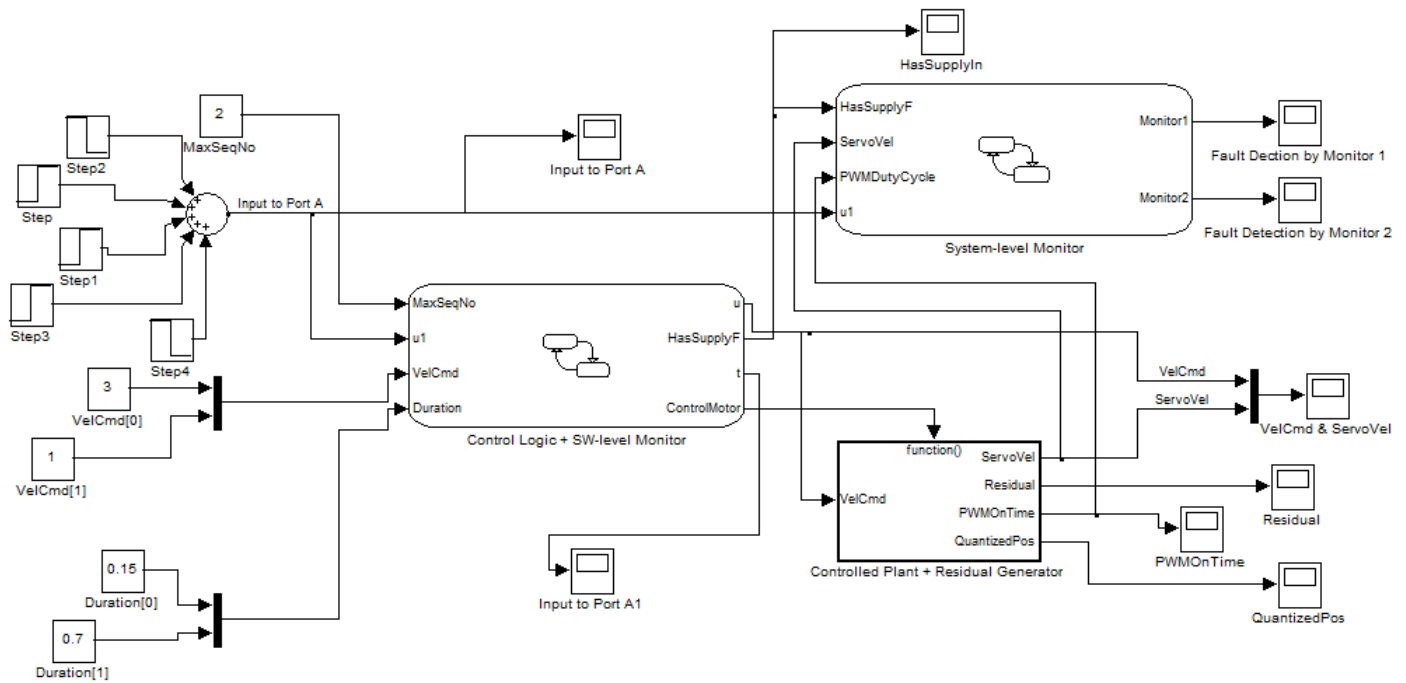 HasSupplyIn
2
MaxSeqNo
Step2
Step
Step1
Step3
Step4
+
+
+
+
+
Input to Port A
Input to Port A
HasSupplyF
ServoVel
PWMDutyCycle
u1
Monitor1
Monitor2
System-level Monitor
Fault Dection by Monitor 1
Fault Detection by Monitor 2
MaxSeqNo
u1
VelCmd
Duration
u
HasSupplyF
t
ControlMotor
Control Logic + SW-level Monitor
3
VelCmd[0]
1
VelCmd[1]
0.15
Duration[0]
0.7
Duration[1]
Input to Port A1
function()
VelCmd
ServoVel
Residual
PWMOnTime
QuantizedPos
Controlled Plant + Residual Generator
VelCmd
ServoVel
VelCmd & ServoVel
Residual
PWMOnTime
QuantizedPos